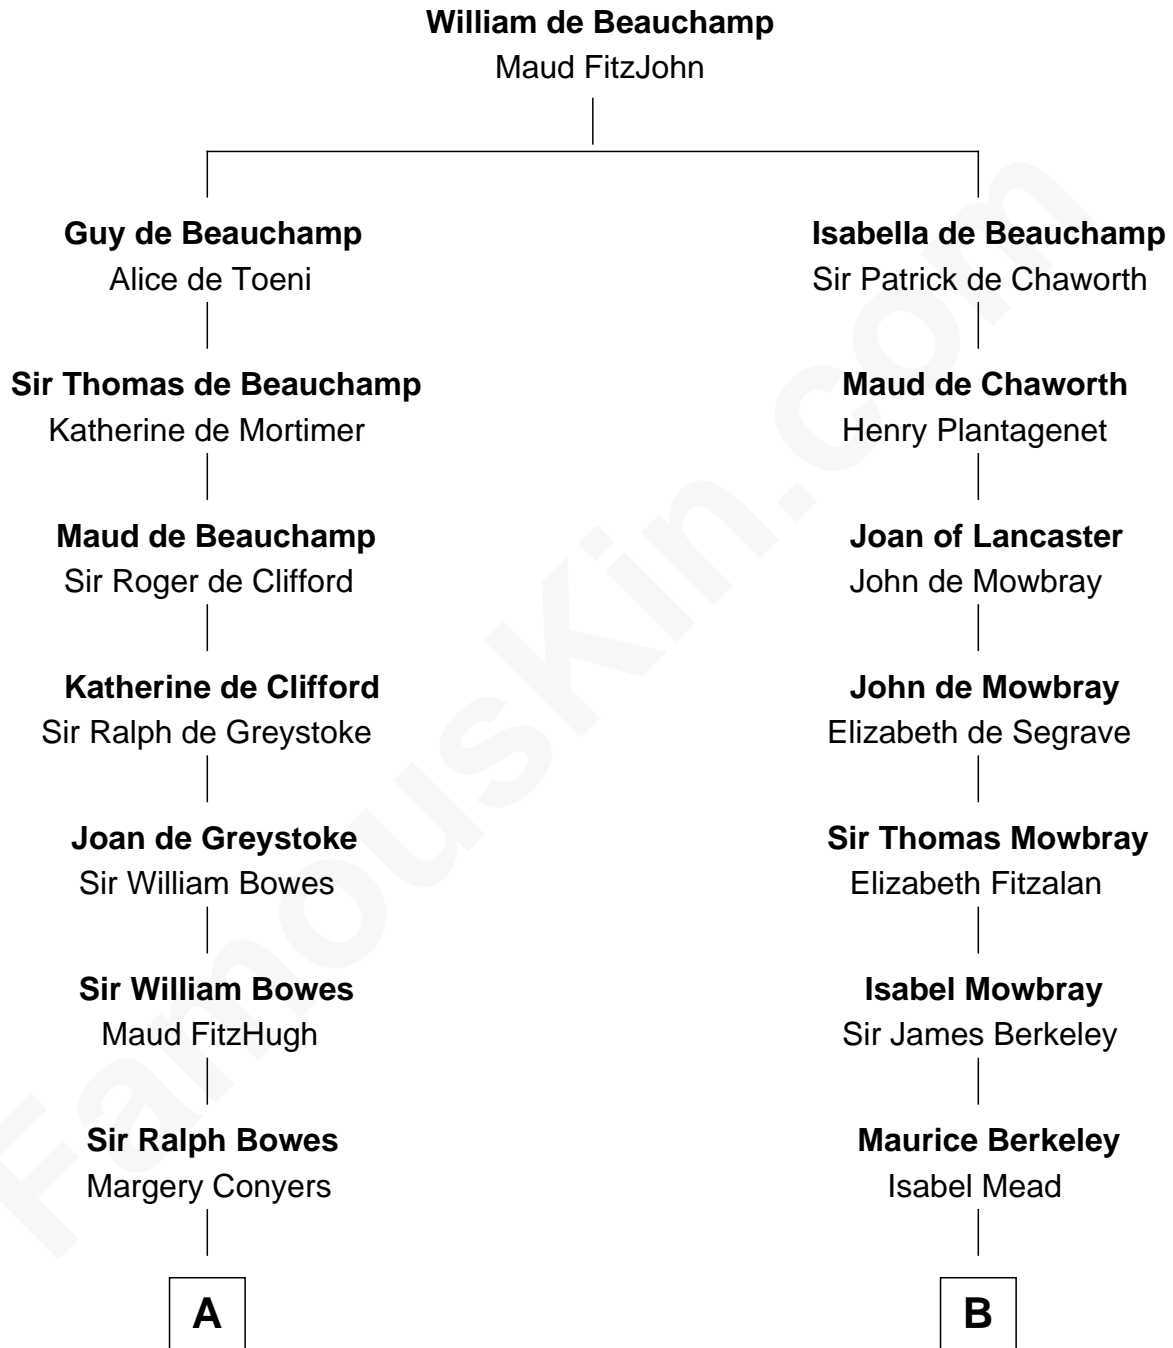 William de Beauchamp
Maud FitzJohn
Guy de Beauchamp
Alice de Toeni
Sir Thomas de Beauchamp
Katherine de Mortimer
Maud de Beauchamp
Sir Roger de Clifford
Katherine de Clifford
Sir Ralph de Greystoke
Joan de Greystoke
Sir William Bowes
Sir William Bowes
Maud FitzHugh
Sir Ralph Bowes
Margery Conyers
A
Isabella de Beauchamp
Sir Patrick de Chaworth
Maud de Chaworth
Henry Plantagenet
Joan of Lancaster
John de Mowbray
John de Mowbray
Elizabeth de Segrave
Sir Thomas Mowbray
Elizabeth Fitzalan
Isabel Mowbray
Sir James Berkeley
Maurice Berkeley
Isabel Mead
B
FamousKin.com